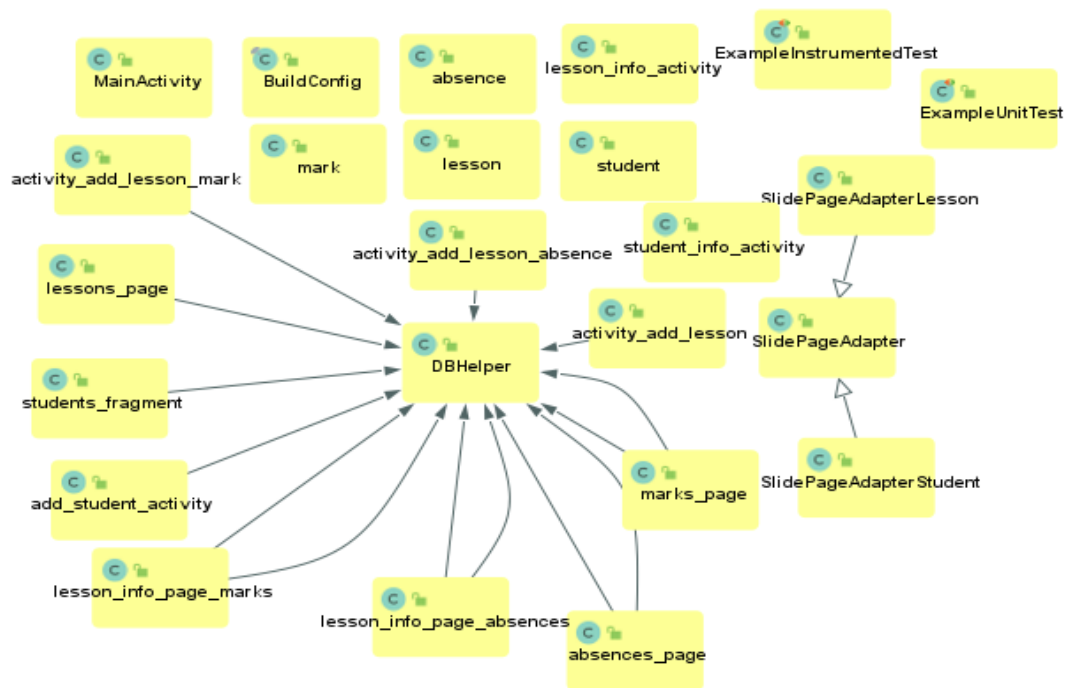 C
MainActivity
C
BuildConfig
C
absence
C
lesson_info_activity
C
ExampleInstrumentedTest
C
ExampleUnitTest
C
activity_add_lesson_mark
C
mark
C
lesson
C
student
C
SlidePageAdapterLesson
C
activity_add_lesson_absence
C
student_info_activity
C
lessons_page
C
DBHelper
C
activity_add_lesson
C
SlidePageAdapter
C
students_fragment
C
add_student_activity
C
marks_page
C
SlidePageAdapterStudent
C
lesson_info_page_marks
C
lesson_info_page_absences
C
absences_page